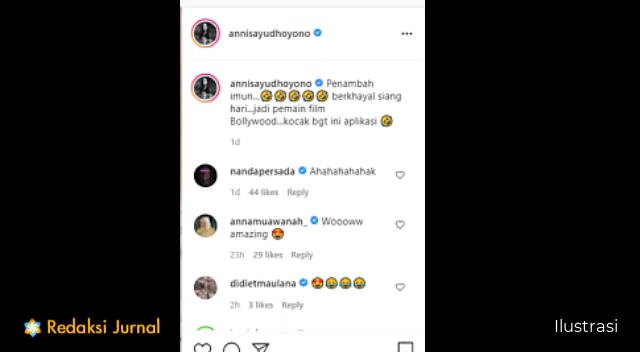 annisayudhoyono
annisayudhoyono Penambah
imun...🤣🤣🤣🤣🤣 berkhayal siang
hari...jadi pemain film
Bollywood...kocak bgt ini aplikasi 🤣
1d
nandapersada Ahahahahahak
1d 44 likes Reply
annamuawanah_ Woooww
amazing 🤩
23h 29 likes Reply
didietmaulana 🤩😂😂😂
2h 3 likes Reply
Redaksi Jurnal
Ilustrasi